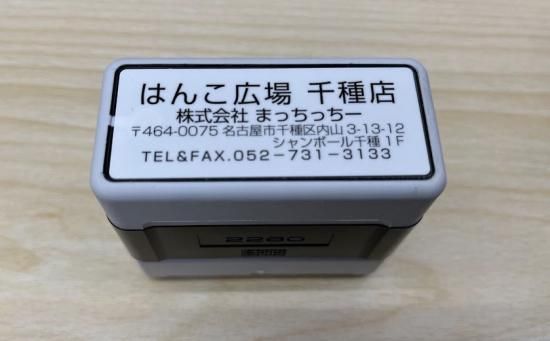 はんこ広場 千種店
株式会社 まっちっちー
〒464-0075 名古屋市千種区内山 3-13-12
シャンボール千種 1F
TEL&FAX.052-731-3133
2260